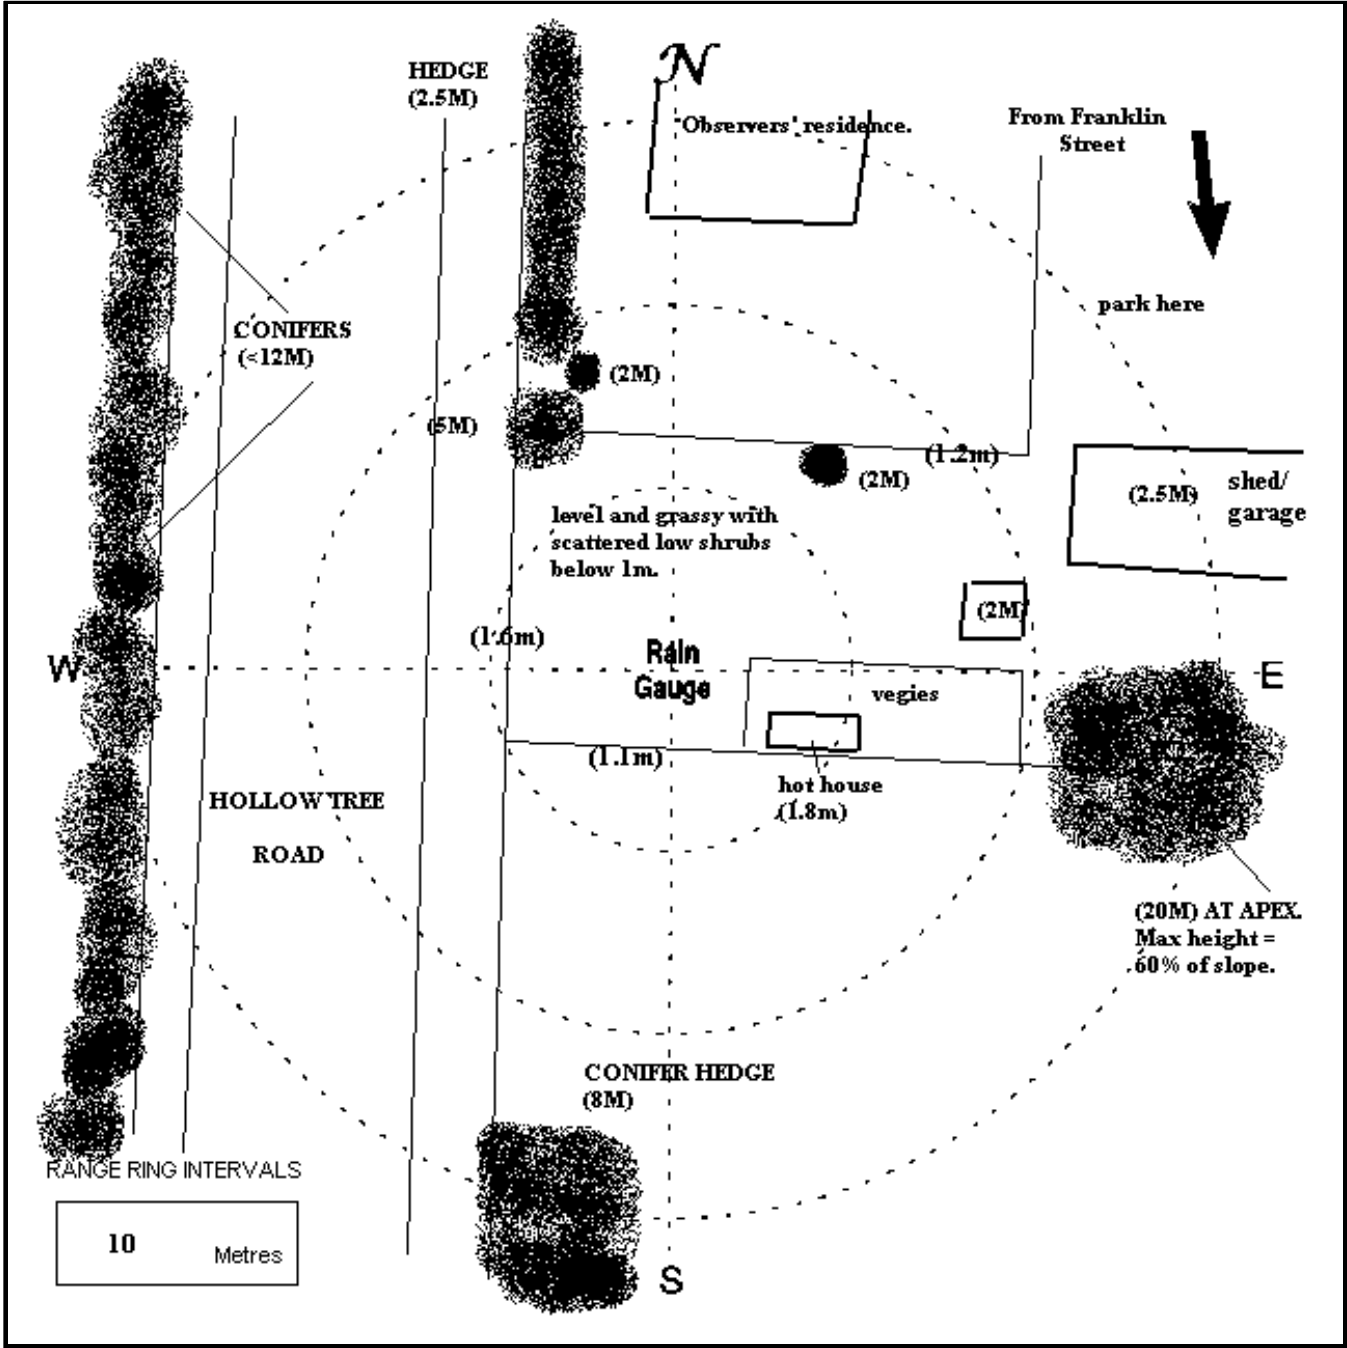 N
HEDGE
(2.5M)
Observers' residence.
From Franklin
Street
park here
CONIFERS
(<12M)
(2M)
(5M)
(1.2m)
(2M)
(2.5M)
shed/
garage
level and grassy with
scattered low shrubs
below 1m.
(2M)
(1.6m)
Rain
Gauge
W
E
vegies
(1.1m)
hot house
(1.8m)
HOLLOW TREE
ROAD
(20M) AT APEX.
Max height =
60% of slope.
CONIFER HEDGE
(8M)
RANGE RING INTERVALS
10 Metres
S